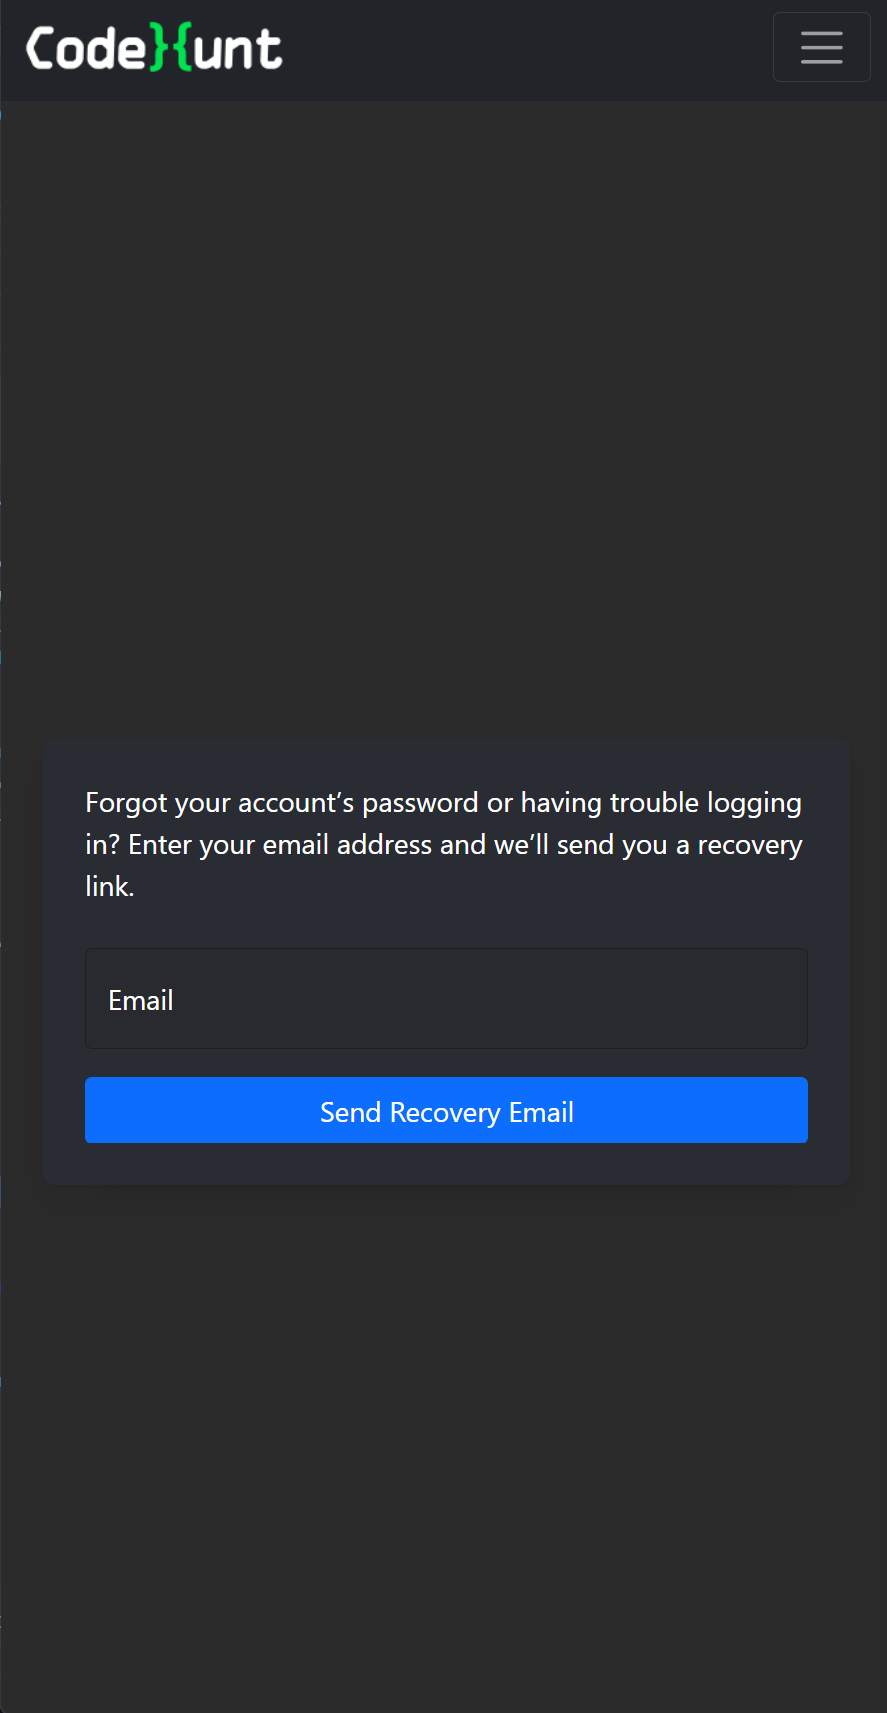 Code}{unt
Forgot your account’s password or having trouble logging
in? Enter your email address and we’ll send you a recovery
link.
Email
Send Recovery Email